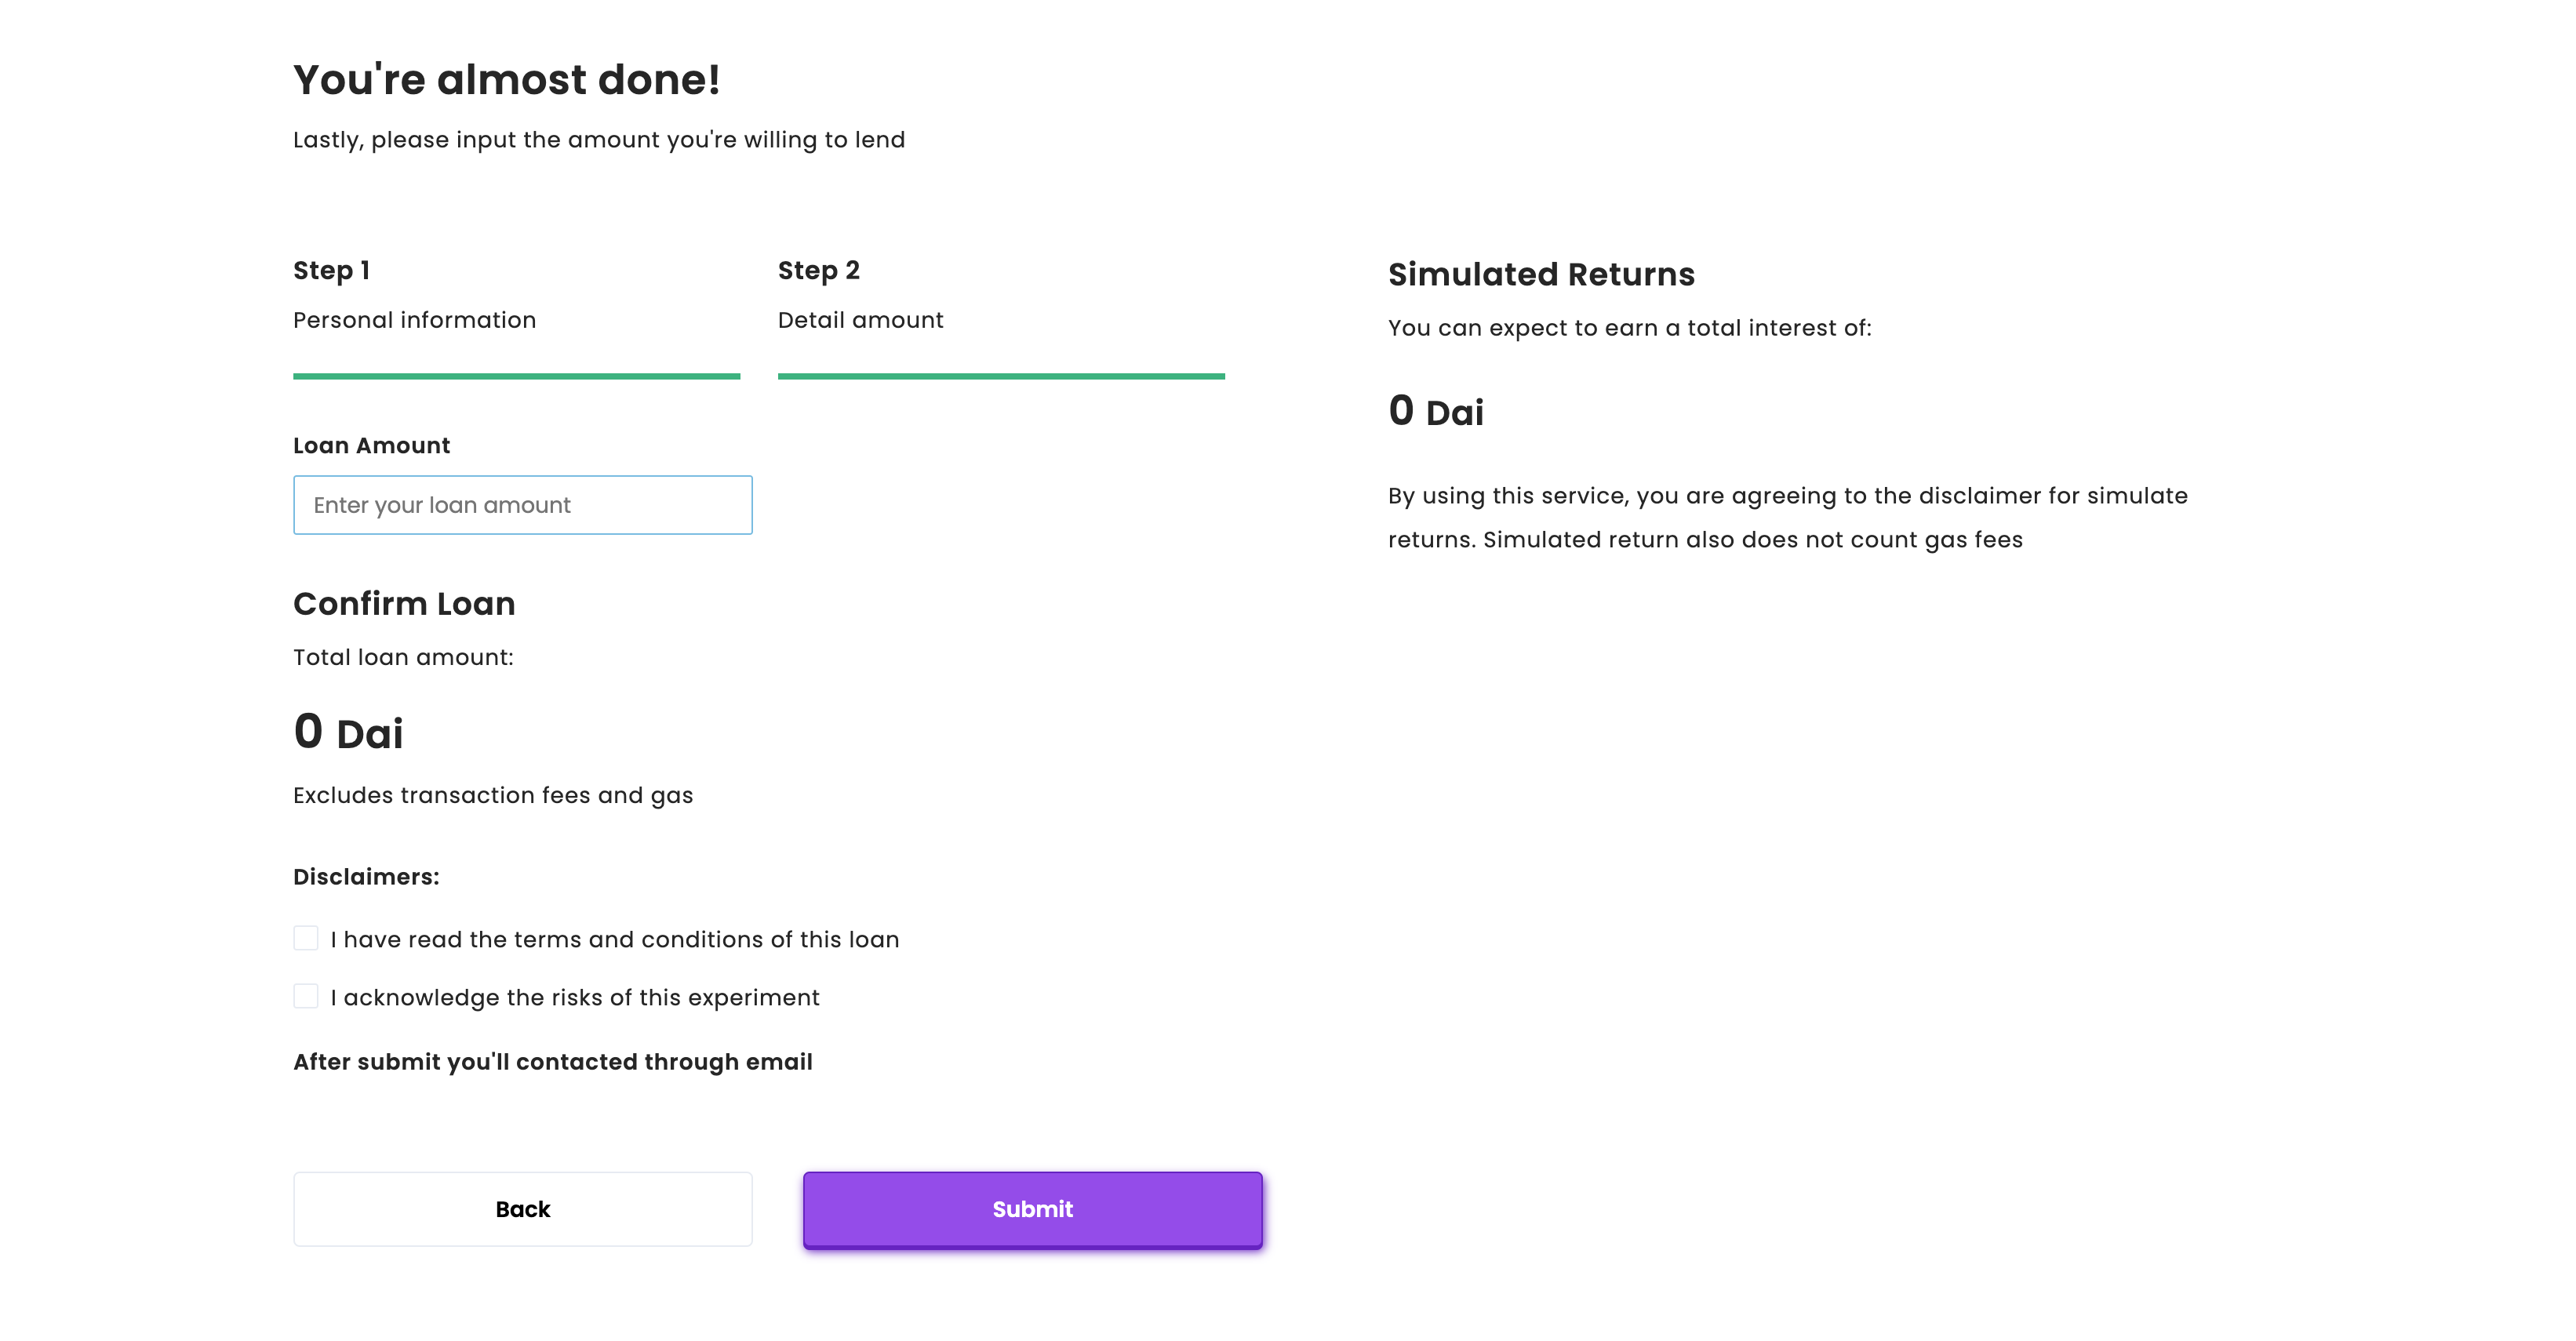 You're almost done!
Lastly, please input the amount you're willing to lend
Step 1
Personal information
Step 2
Detail amount
Loan Amount
Enter your loan amount
Confirm Loan
Total loan amount:
0 Dai
Excludes transaction fees and gas
Disclaimers:
I have read the terms and conditions of this loan
I acknowledge the risks of this experiment
After submit you'll contacted through email
Back
Submit
Simulated Returns
You can expect to earn a total interest of:
0 Dai
By using this service, you are agreeing to the disclaimer for simulate
returns. Simulated return also does not count gas fees